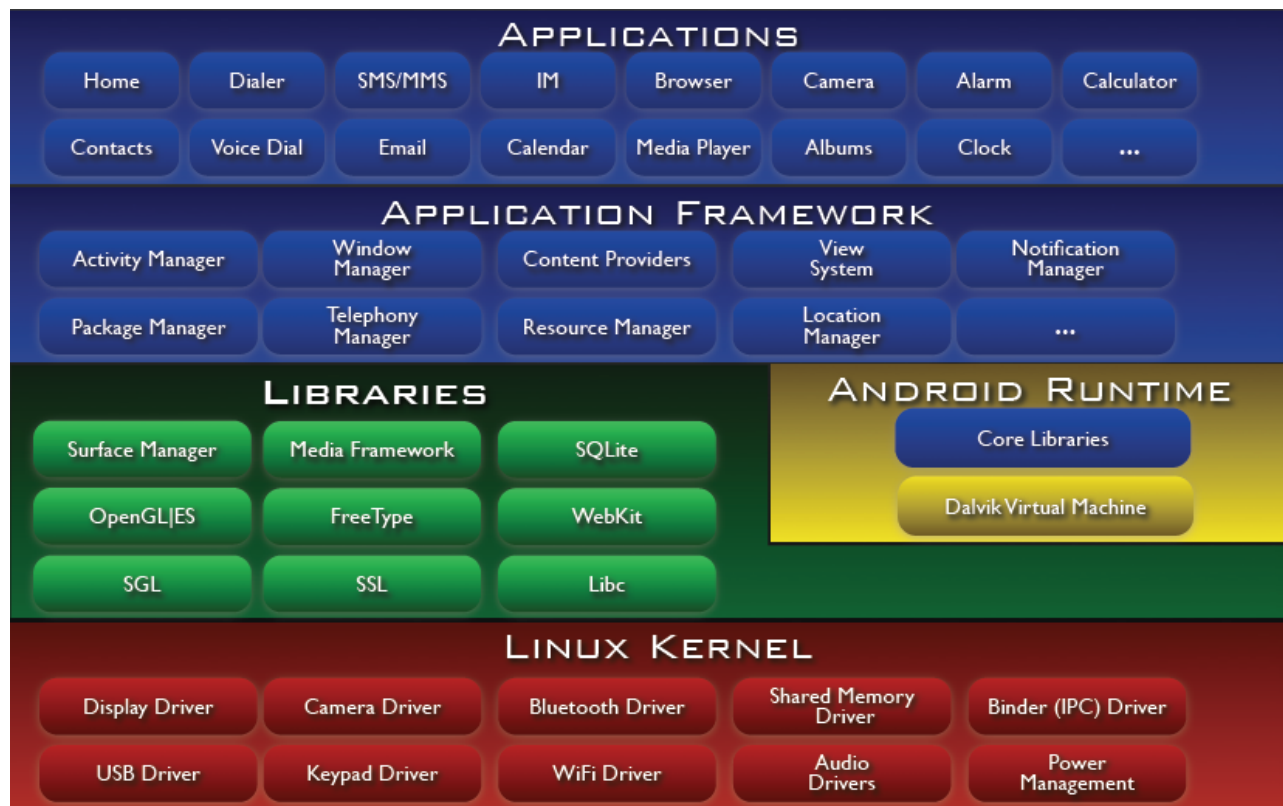 APPLICATIONS
Home
Dialer
SMS/MMS
IM
Browser
Camera
Alarm
Calculator
Contacts
Voice Dial
Email
Calendar
Media Player
Albums
Clock
...
APPLICATION FRAMEWORK
Activity Manager
Window
Manager
Content Providers
View
System
Notification
Manager
Package Manager
Telephony
Manager
Resource Manager
Location
Manager
...
LIBRARIES
Surface Manager
Media Framework
SQLite
OpenGL|ES
FreeType
WebKit
SGL
SSL
Libc
ANDROID RUNTIME
Core Libraries
Dalvik Virtual Machine
LINUX KERNEL
Display Driver
Camera Driver
Bluetooth Driver
Shared Memory
Driver
Binder (IPC) Driver
USB Driver
Keypad Driver
WiFi Driver
Audio
Drivers
Power
Management